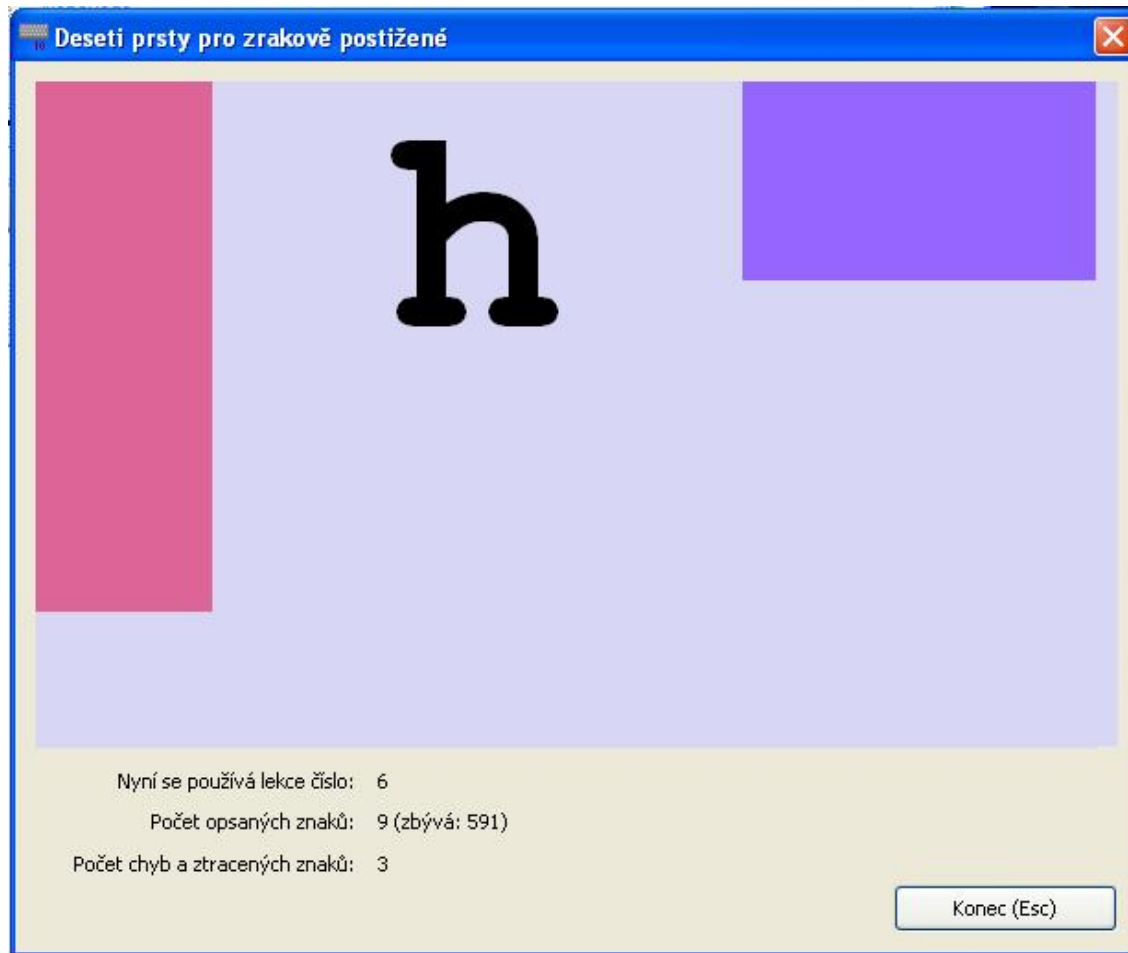 Deseti prsty pro zrakově postižené
h
Nyní se používá lekce číslo: 6
Počet opsaných znaků: 9 (zbývá: 591)
Počet chyb a ztracených znaků: 3
Konec (Esc)